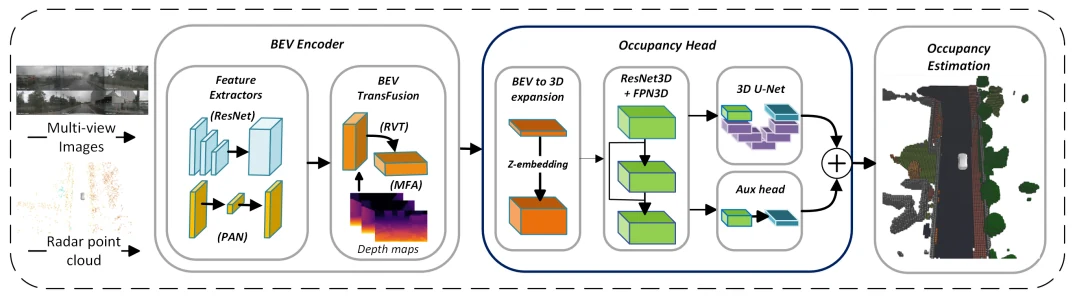 Multi-view
Images
Radar point
cloud
BEV Encoder
Feature
Extractors
(ResNet)
(PAN)
BEV
TransFusion
(RVT)
(MFA)
Depth maps
Occupancy Head
BEV to 3D
expansion
Z-embedding
ResNet3D
+ FPN3D
3D U-Net
Aux head
Occupancy
Estimation